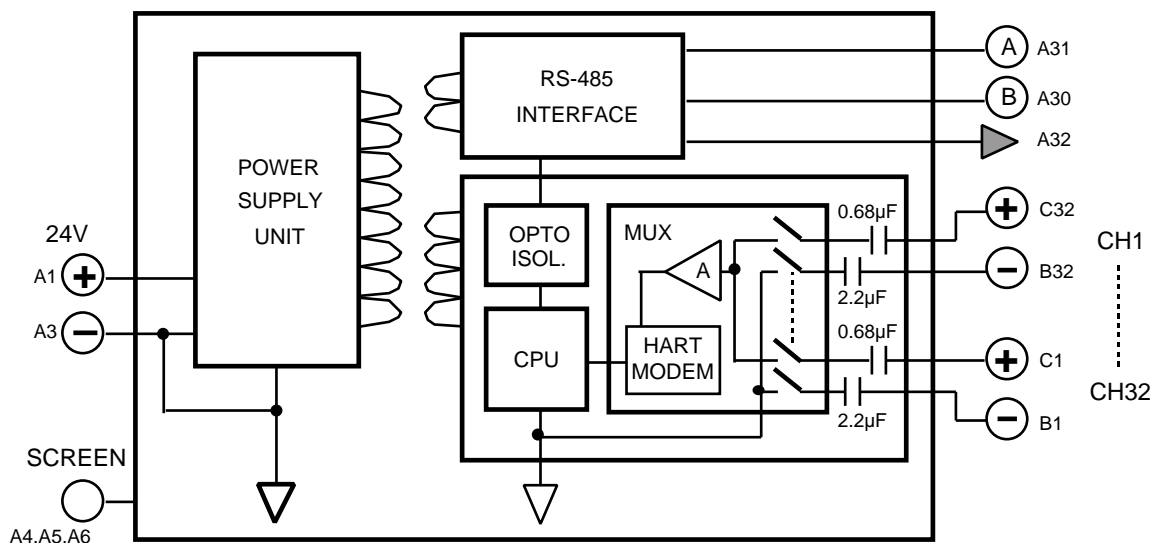 RS-485
INTERFACE
A
A31
B
A30
A32
POWER
SUPPLY
UNIT
24V
A1
+
A3
−
OPTO
ISOL.
CPU
MUX
A
HART
MODEM
0.68µF
2.2µF
0.68µF
2.2µF
+
C32
−
B32
+
C1
−
B1
CH1
CH32
SCREEN
A4,A5,A6